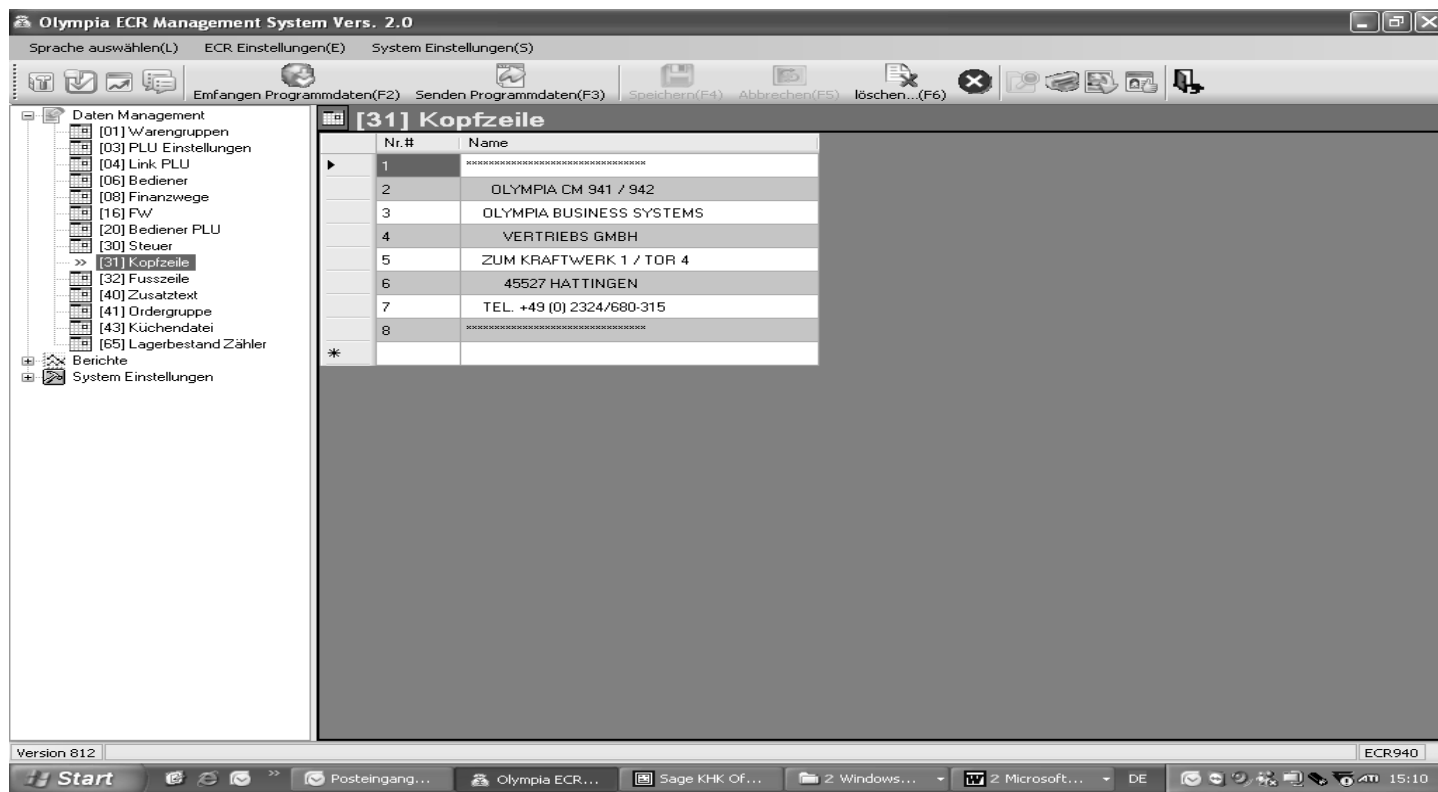 Olympia ECR Management System Vers. 2.0
Sprache auswählen(L) ECR Einstellungen(E) System Einstellungen(S)
Emfangen Programmdaten(F2) Senden Programmdaten(F3) Speichern(F4) Abbrechen(F5) löschen...(F6)
Daten Management
[01] Warengruppen
[03] PLU Einstellungen
[04] Link PLU
[06] Bediener
[08] Finanzwege
[16] FW
[20] Bediener PLU
[30] Steuer
>> [31] Kopfzeile
[32] Fusszeile
[40] Zusatztext
[41] Ordergruppe
[43] Küchendatei
[65] Lagerbestand Zähler
Berichte
System Einstellungen
[31] Kopfzeile
Nr.# Name
1 ********************************
2 OLYMPIA CM 941 / 942
3 OLYMPIA BUSINESS SYSTEMS
4 VERTRIEBS GMBH
5 ZUM KRAFTWERK 1 / TOR 4
6 45527 HATTINGEN
7 TEL. +49 (0) 2324/680-315
8 ********************************
Version 812 ECR940
Start Posteingang... Olympia ECR... Sage KHK Of... 2 Windows... 2 Microsoft... DE ATI 15:10